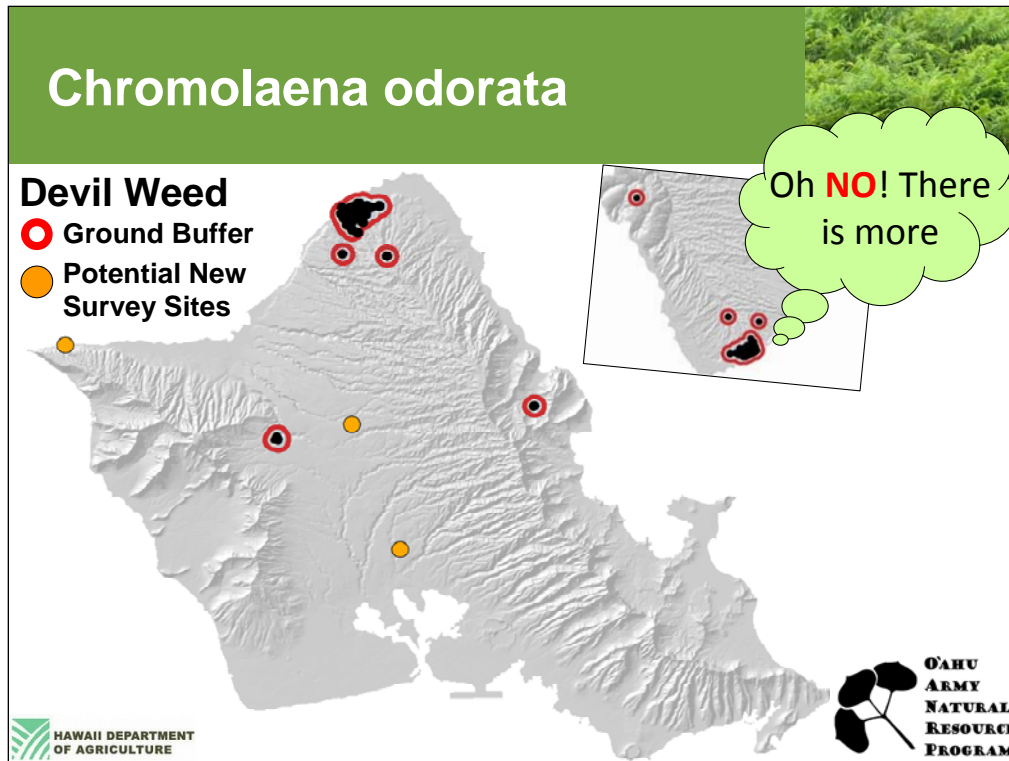 Chromolaena odorata
Devil Weed
Ground Buffer
Potential New
Survey Sites
Oh NO! There
is more
HAWAII DEPARTMENT
OF AGRICULTURE
O'AHU
ARMY
NATURAL
RESOURCE
PROGRAM